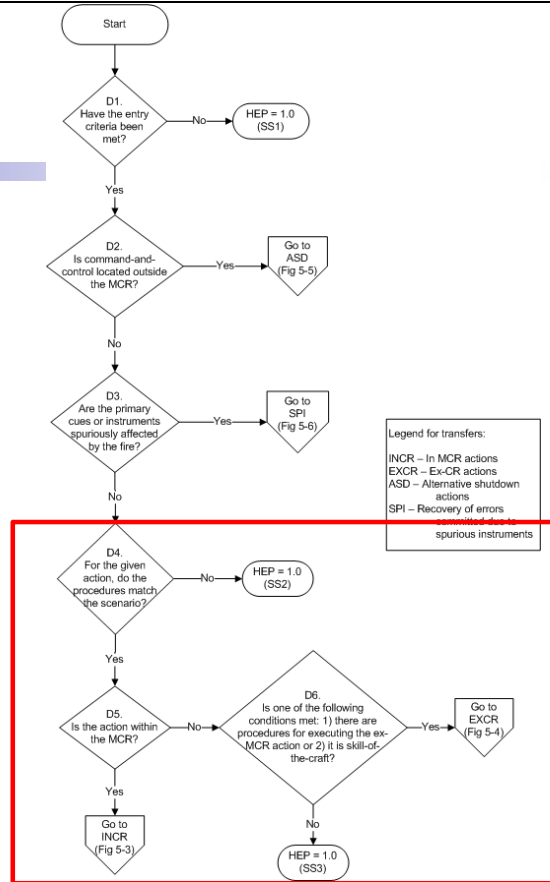 Start
D1.
Have the entry
criteria been
met?
No
HEP = 1.0
(SS1)
Yes
D2.
Is command-and-
control located outside
the MCR?
Yes
Go to
ASD
(Fig 5-5)
No
D3.
Are the primary
cues or instruments
spuriously affected
by the fire?
Yes
Go to
SPI
(Fig 5-6)
No
Legend for transfers:
INCR – In MCR actions
EXCR – Ex-CR actions
ASD – Alternative shutdown
actions
SPI – Recovery of errors
committed due to
spurious instruments
D4.
For the given
action, do the
procedures match
the scenario?
No
HEP = 1.0
(SS2)
Yes
D5.
Is the action within
the MCR?
No
D6.
Is one of the following
conditions met: 1) there are
procedures for executing the ex-
MCR action or 2) it is skill-of-
the-craft?
Yes
Go to
EXCR
(Fig 5-4)
Yes
Go to
INCR
(Fig 5-3)
No
HEP = 1.0
(SS3)